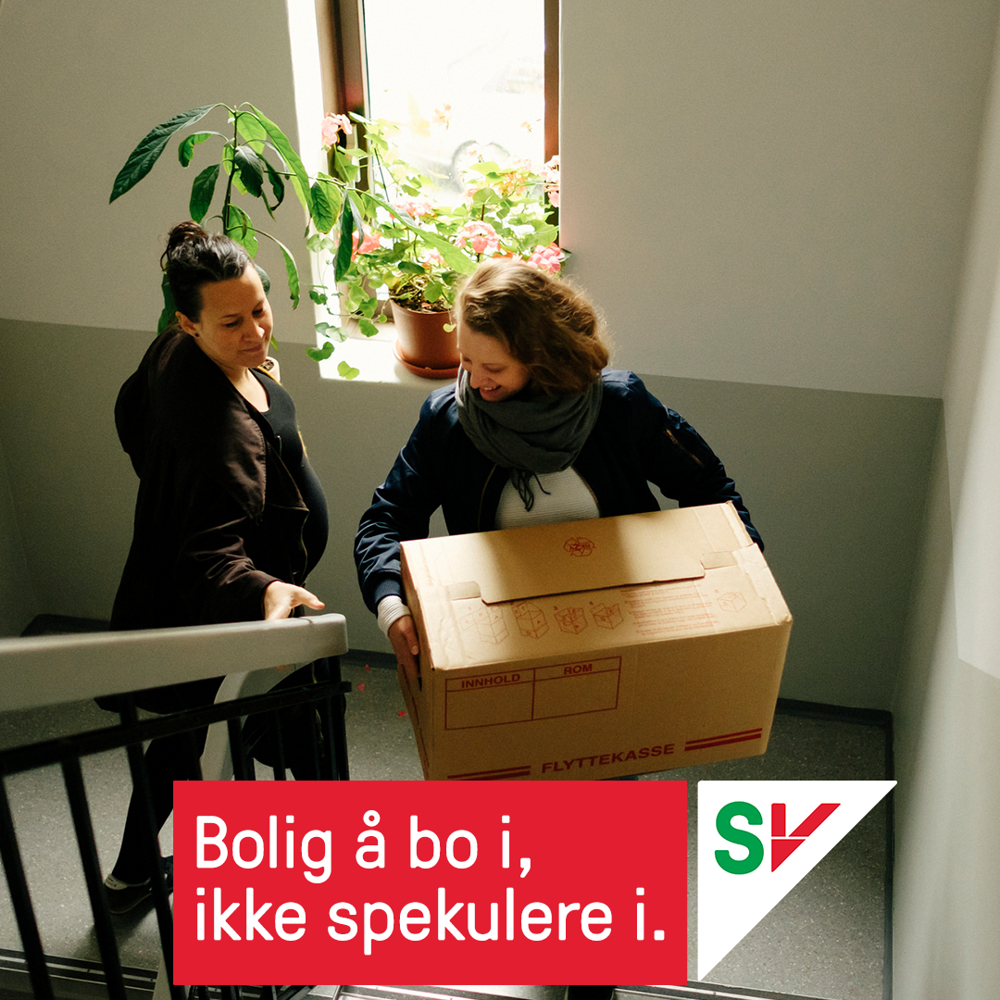 INNHOLD
ROM
FLYTTEKASSE
Bolig å bo i,
ikke spekulere i.
SV